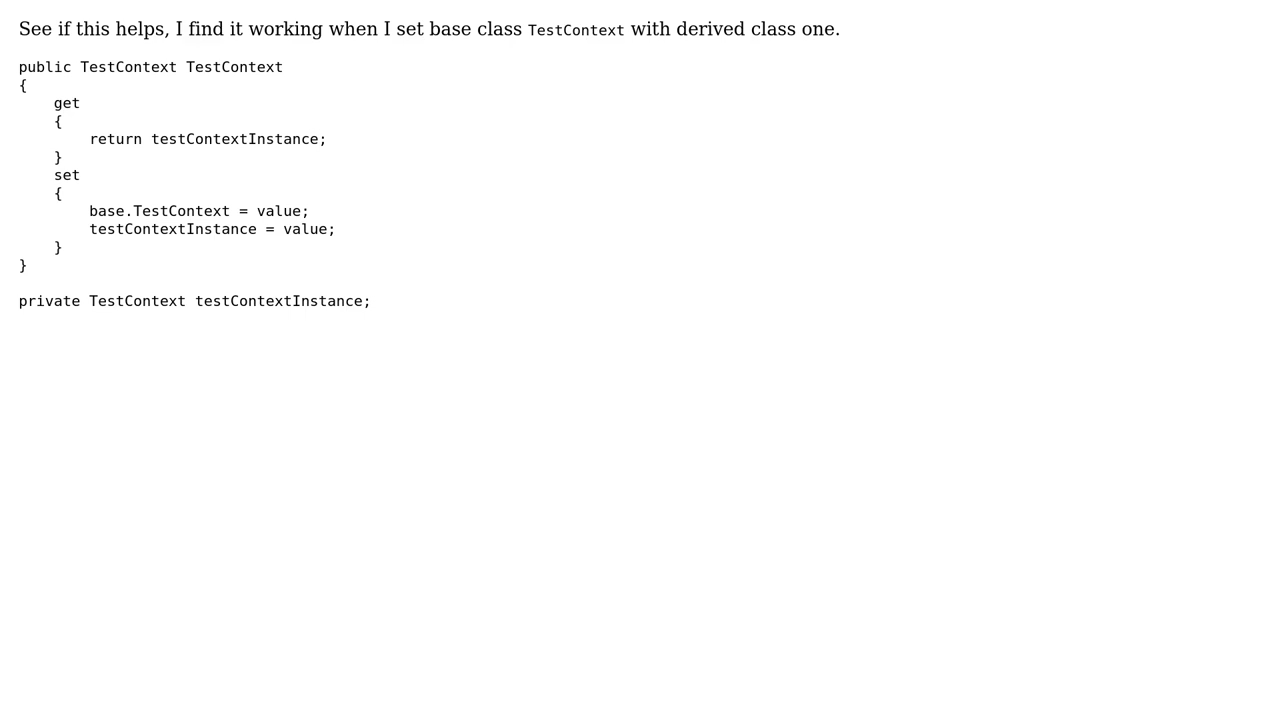 See if this helps, I find it working when I set base class TestContext with derived class one.
public TestContext TestContext
{
    get
    {
        return testContextInstance;
    }
    set
    {
        base.TestContext = value;
        testContextInstance = value;
    }
}

private TestContext testContextInstance;